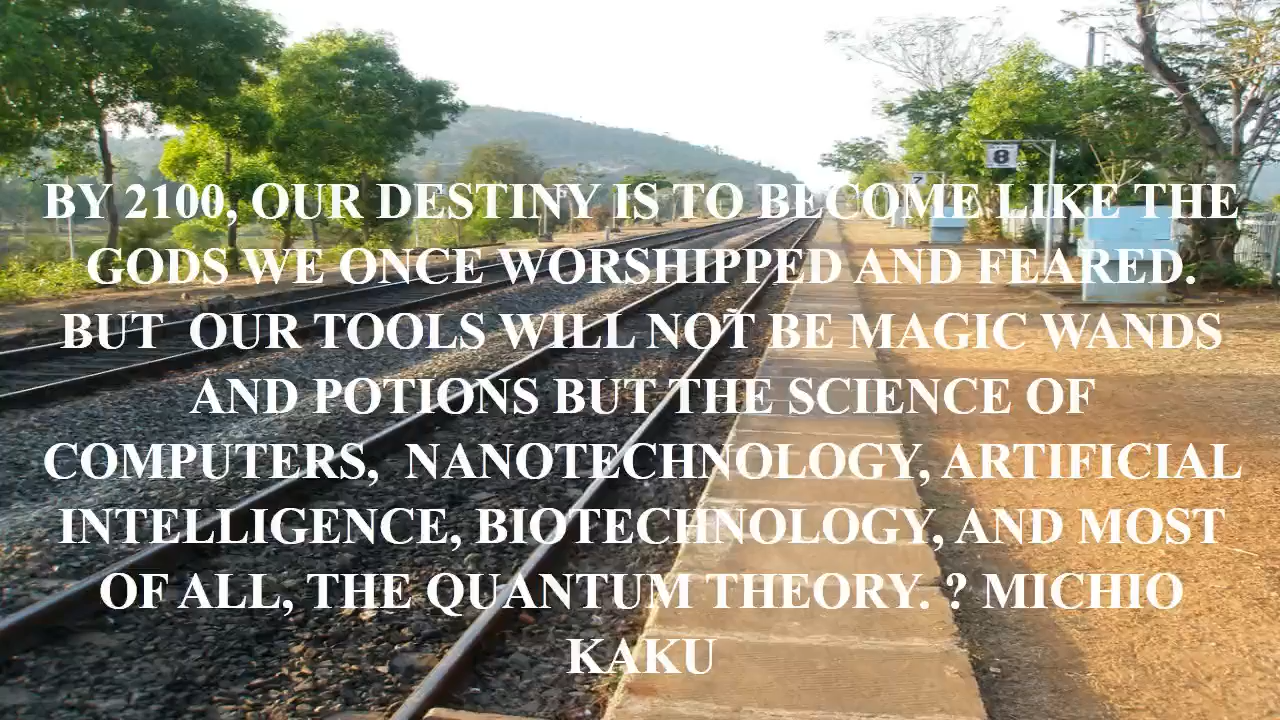 7
8
BY 2100, OUR DESTINY IS TO BECOME LIKE THE
GODS WE ONCE WORSHIPPED AND FEARED.
BUT  OUR TOOLS WILL NOT BE MAGIC WANDS
AND POTIONS BUT THE SCIENCE OF
COMPUTERS,  NANOTECHNOLOGY, ARTIFICIAL
INTELLIGENCE, BIOTECHNOLOGY, AND MOST
OF ALL, THE QUANTUM THEORY. ? MICHIO
KAKU